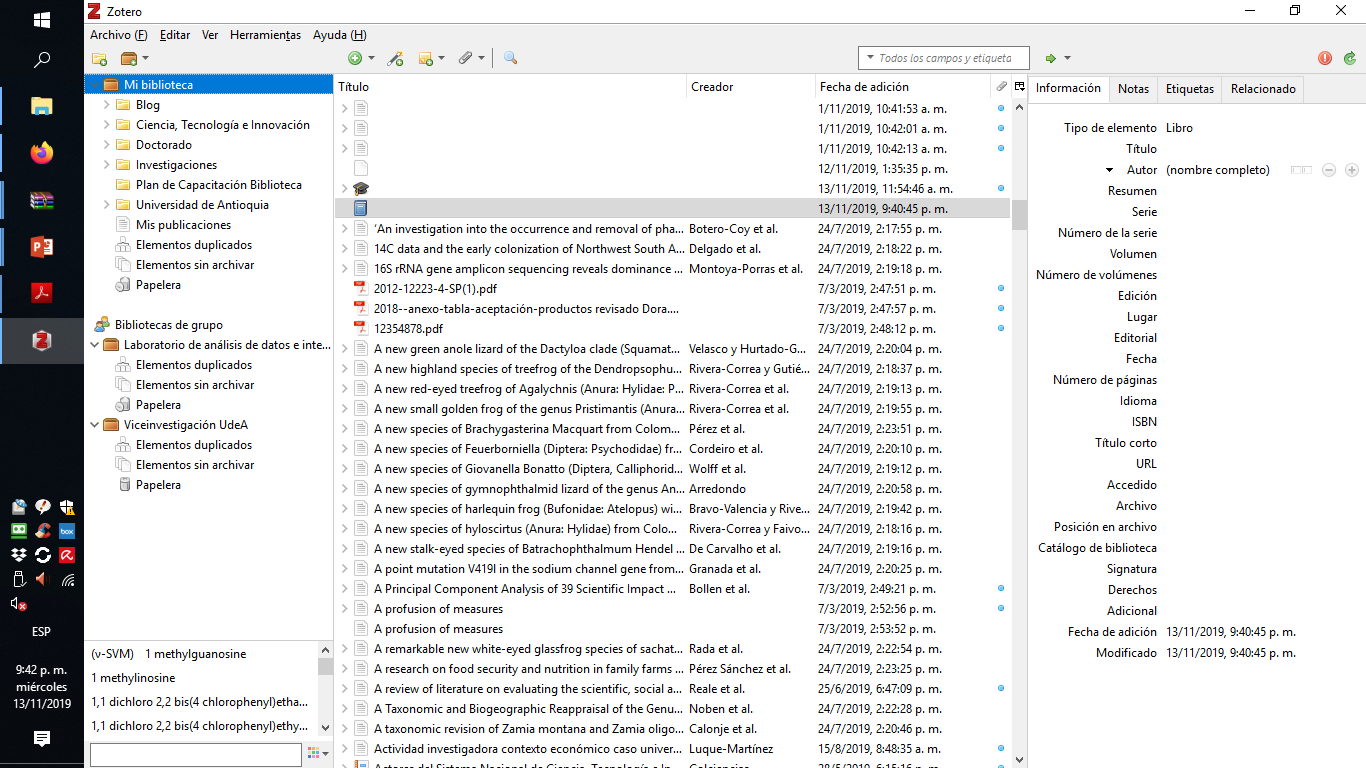 Zotero
Archivo (F) Editar Ver Herramientas Ayuda (H)
Todos los campos y etiqueta
Mi biblioteca
Blog
Ciencia, Tecnología e Innovación
Doctorado
Investigaciones
Plan de Capacitación Biblioteca
Universidad de Antioquia
Mis publicaciones
Elementos duplicados
Elementos sin archivar
Papelera
Bibliotecas de grupo
Laboratorio de análisis de datos e inte...
Elementos duplicados
Elementos sin archivar
Papelera
Viceinvestigación UdeA
Elementos duplicados
Elementos sin archivar
Papelera
(v-SVM) 1 methylguanosine
1 methylinosine
1,1 dichloro 2,2 bis(4 chlorophenyl)etha...
1,1 dichloro 2,2 bis(4 chlorophenyl)ethy...
Título Creador Fecha de adición
1/11/2019, 10:41:53 a. m.
1/11/2019, 10:42:01 a. m.
1/11/2019, 10:42:13 a. m.
12/11/2019, 1:35:35 p. m.
13/11/2019, 11:54:46 a. m.
13/11/2019, 9:40:45 p. m.
'An investigation into the occurrence and removal of pha... Botero-Coy et al. 24/7/2019, 2:17:55 p. m.
14C data and the early colonization of Northwest South A... Delgado et al. 24/7/2019, 2:18:22 p. m.
16S rRNA gene amplicon sequencing reveals dominance ... Montoya-Porras et al. 24/7/2019, 2:19:18 p. m.
2012-12223-4-SP(1).pdf 7/3/2019, 2:47:51 p. m.
2018--anexo-tabla-aceptación-productos revisado Dora.... 7/3/2019, 2:47:57 p. m.
12354878.pdf 7/3/2019, 2:48:12 p. m.
A new green anole lizard of the Dactyloa clade (Squamat... Velasco y Hurtado-G... 24/7/2019, 2:20:04 p. m.
A new highland species of treefrog of the Dendropsophu... Rivera-Correa y Gutié... 24/7/2019, 2:18:37 p. m.
A new red-eyed treefrog of Agalychnis (Anura: Hylidae: P... Rivera-Correa et al. 24/7/2019, 2:19:13 p. m.
A new small golden frog of the genus Pristimantis (Anura... Rivera-Correa et al. 24/7/2019, 2:19:55 p. m.
A new species of Brachygasterina Macquart from Colom... Pérez et al. 24/7/2019, 2:23:51 p. m.
A new species of Feuerborniella (Diptera: Psychodidae) fr... Cordeiro et al. 24/7/2019, 2:20:10 p. m.
A new species of Giovanella Bonatto (Diptera, Calliphorid... Wolff et al. 24/7/2019, 2:19:12 p. m.
A new species of gymnophthalmid lizard of the genus An... Arredondo 24/7/2019, 2:20:58 p. m.
A new species of harlequin frog (Bufonidae: Atelopus) wi... Bravo-Valencia y Rive... 24/7/2019, 2:19:42 p. m.
A new species of hyloscirtus (Anura: Hylidae) from Colo... Rivera-Correa y Faivo... 24/7/2019, 2:18:16 p. m.
A new stalk-eyed species of Batrachophthalmum Hendel ... De Carvalho et al. 24/7/2019, 2:19:16 p. m.
A point mutation V419l in the sodium channel gene from... Granada et al. 24/7/2019, 2:20:25 p. m.
A Principal Component Analysis of 39 Scientific Impact ... Bollen et al. 7/3/2019, 2:49:21 p. m.
A profusion of measures 7/3/2019, 2:52:56 p. m.
A profusion of measures 7/3/2019, 2:53:52 p. m.
A remarkable new white-eyed glassfrog species of sachat... Rada et al. 24/7/2019, 2:22:54 p. m.
A research on food security and nutrition in family farms ... Pérez Sánchez et al. 24/7/2019, 2:23:25 p. m.
A review of literature on evaluating the scientific, social a... Reale et al. 25/6/2019, 6:47:09 p. m.
A Taxonomic and Biogeographic Reappraisal of the Genu... Noben et al. 24/7/2019, 2:22:28 p. m.
A taxonomic revision of Zamia montana and Zamia oligo... Calonje et al. 24/7/2019, 2:20:46 p. m.
Actividad investigadora contexto económico caso univer... Luque-Martínez 15/8/2019, 8:48:35 a. m.
Información Notas Etiquetas Relacionado
Tipo de elemento Libro
Título
Autor (nombre completo)
Resumen
Serie
Número de la serie
Volumen
Número de volúmenes
Edición
Lugar
Editorial
Fecha
Número de páginas
Idioma
ISBN
Título corto
URL
Accedido
Archivo
Posición en archivo
Catálogo de biblioteca
Signatura
Derechos
Adicional
Fecha de adición 13/11/2019, 9:40:45 p. m.
Modificado 13/11/2019, 9:40:45 p. m.
box
ESP
9:42 p. m.
miércoles
13/11/2019